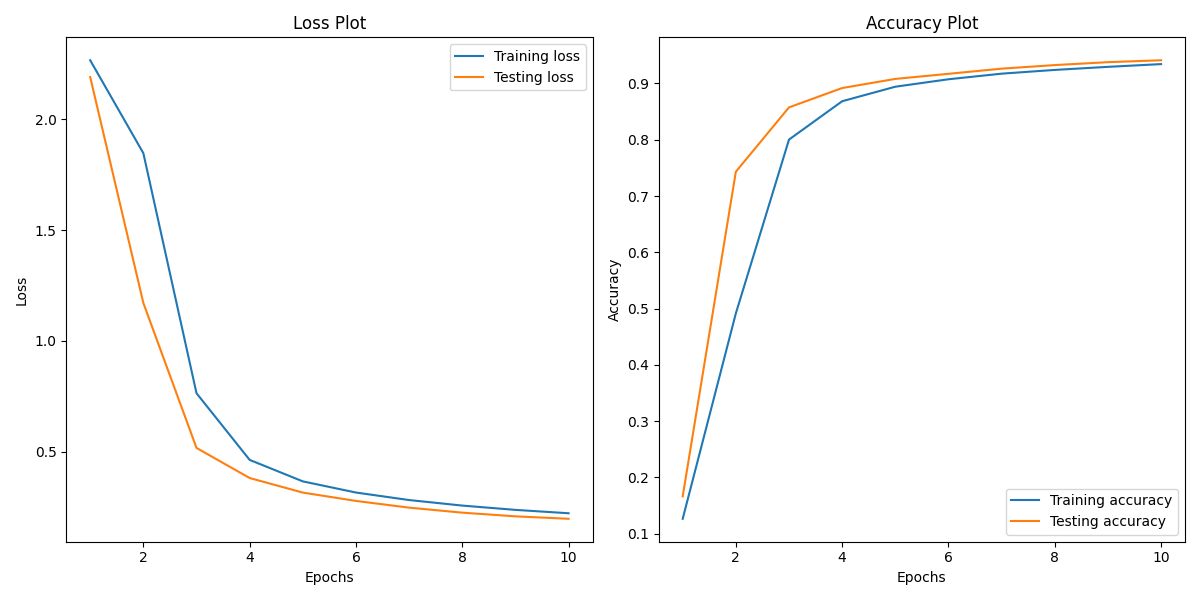 Loss Plot
Training loss
Testing loss
2.0
1.5
1.0
0.5
Loss
2
4
6
8
10
Epochs
Accuracy Plot
0.9
0.8
0.7
0.6
0.5
0.4
0.3
0.2
0.1
Accuracy
Training accuracy
Testing accuracy
2
4
6
8
10
Epochs